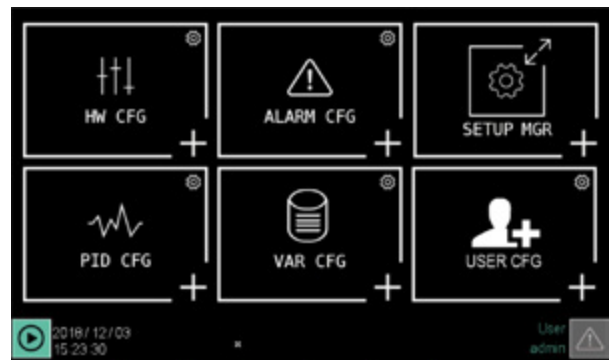 HW CFG
ALARM CFG
SETUP MGR
PID CFG
VAR CFG
USER CFG
2018/12/03
15:23:30
User
admin